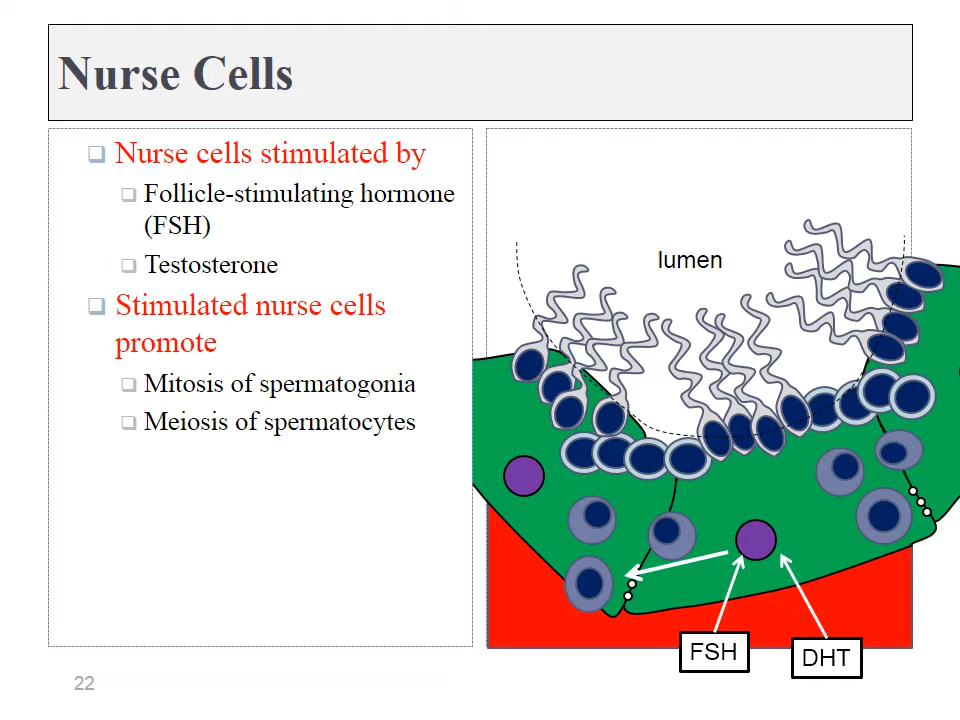 Nurse Cells
Nurse cells stimulated by
Follicle-stimulating hormone
(FSH)
Testosterone
Stimulated nurse cells
promote
Mitosis of spermatogonia
Meiosis of spermatocytes
lumen
FSH
DHT
22